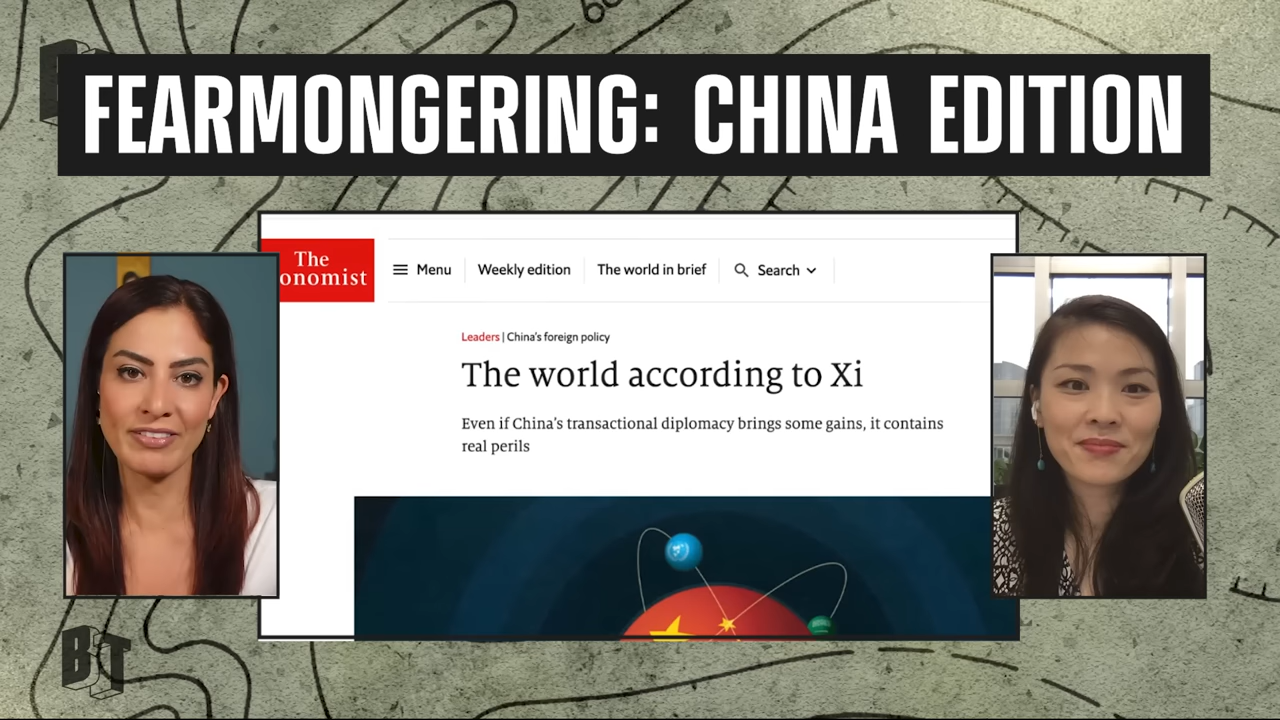 FEARMONGERING: CHINA EDITION
The
onomist
Menu
Weekly edition
The world in brief
Search
Leaders | China's foreign policy
The world according to Xi
Even if China's transactional diplomacy brings some gains, it contains
real perils
BT